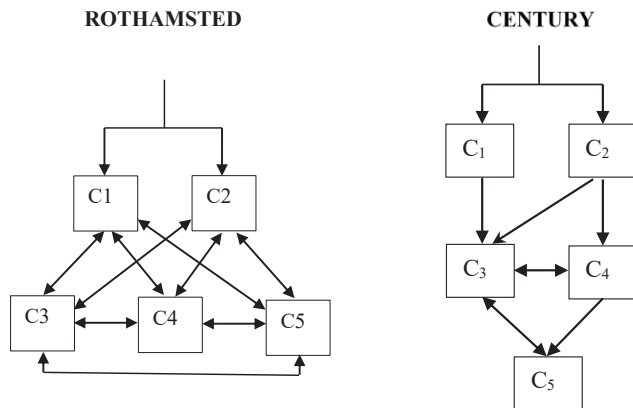 ROTHAMSTED
CENTURY
C1
C2
C3
C4
C5
C₁
C₂
C₃
C₄
C₅